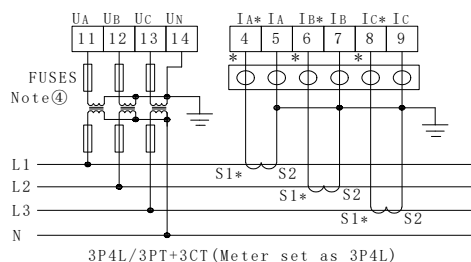 UA UB UC UN IA* IA IB* IB IC* IC
11 12 13 14 4 5 6 7 8 9
* * *
FUSES
Note④
L1
S1* S2
L2
S1* S2
L3
S1* S2
N
3P4L/3PT+3CT(Meter set as 3P4L)